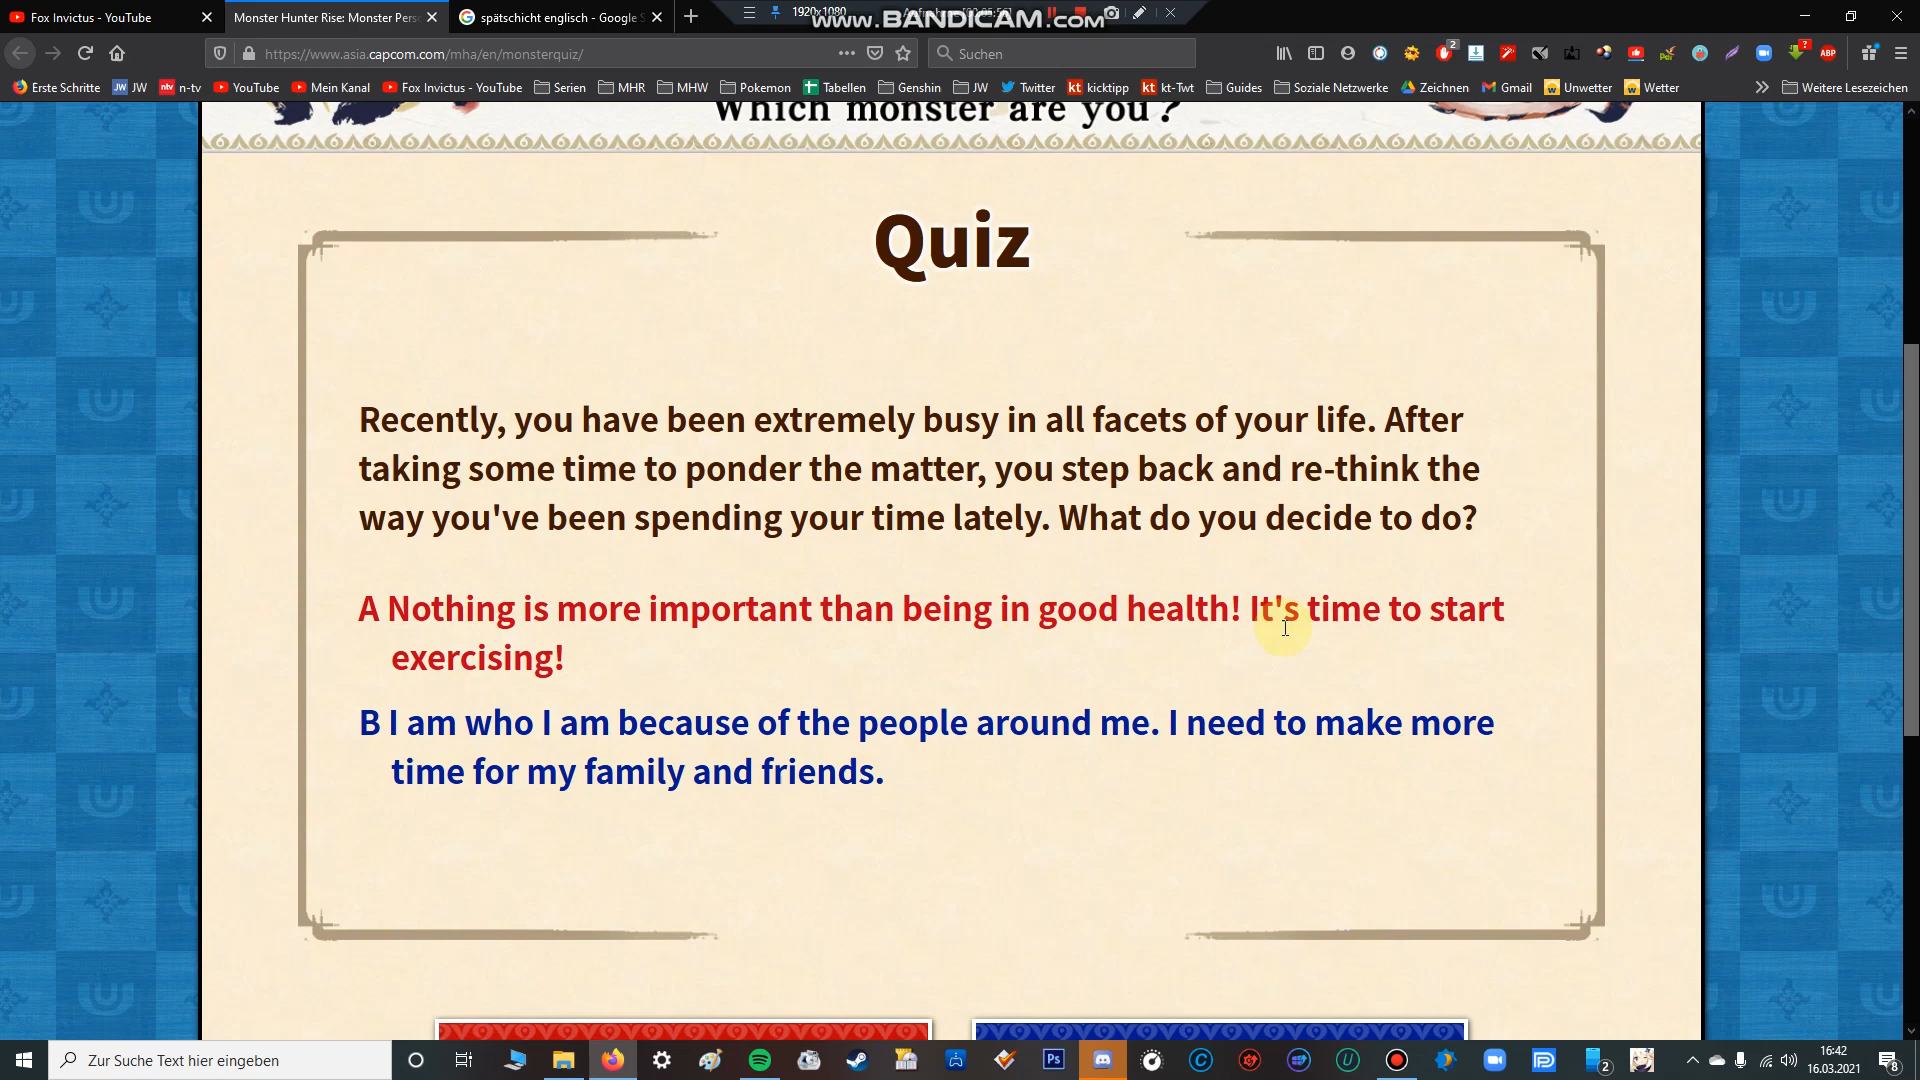 Fox Invictus - YouTube
Monster Hunter Rise: Monster Perso
spätschicht englisch - Google S
1920x1080
www.BANDICAM.com
https://www.asia.capcom.com/mha/en/monsterquiz/
Suchen
Erste Schritte
JW
n-tv
YouTube
Mein Kanal
Fox Invictus - YouTube
Serien
MHR
MHW
Pokemon
Tabellen
Genshin
JW
Twitter
kicktipp
kt-Twt
Guides
Soziale Netzwerke
Zeichnen
Gmail
Unwetter
Wetter
Weitere Lesezeichen
Which monster are you?
Quiz
Recently, you have been extremely busy in all facets of your life. After
taking some time to ponder the matter, you step back and re-think the
way you've been spending your time lately. What do you decide to do?
A Nothing is more important than being in good health! It's time to start
exercising!
B I am who I am because of the people around me. I need to make more
time for my family and friends.
Zur Suche Text hier eingeben
16:42
16.03.2021